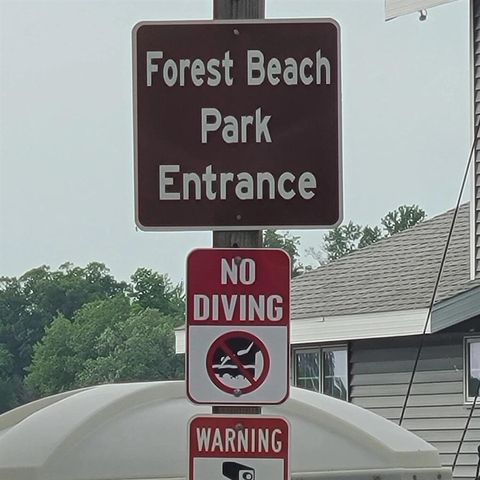 Forest Beach
Park
Entrance
NO
DIVING
WARNING